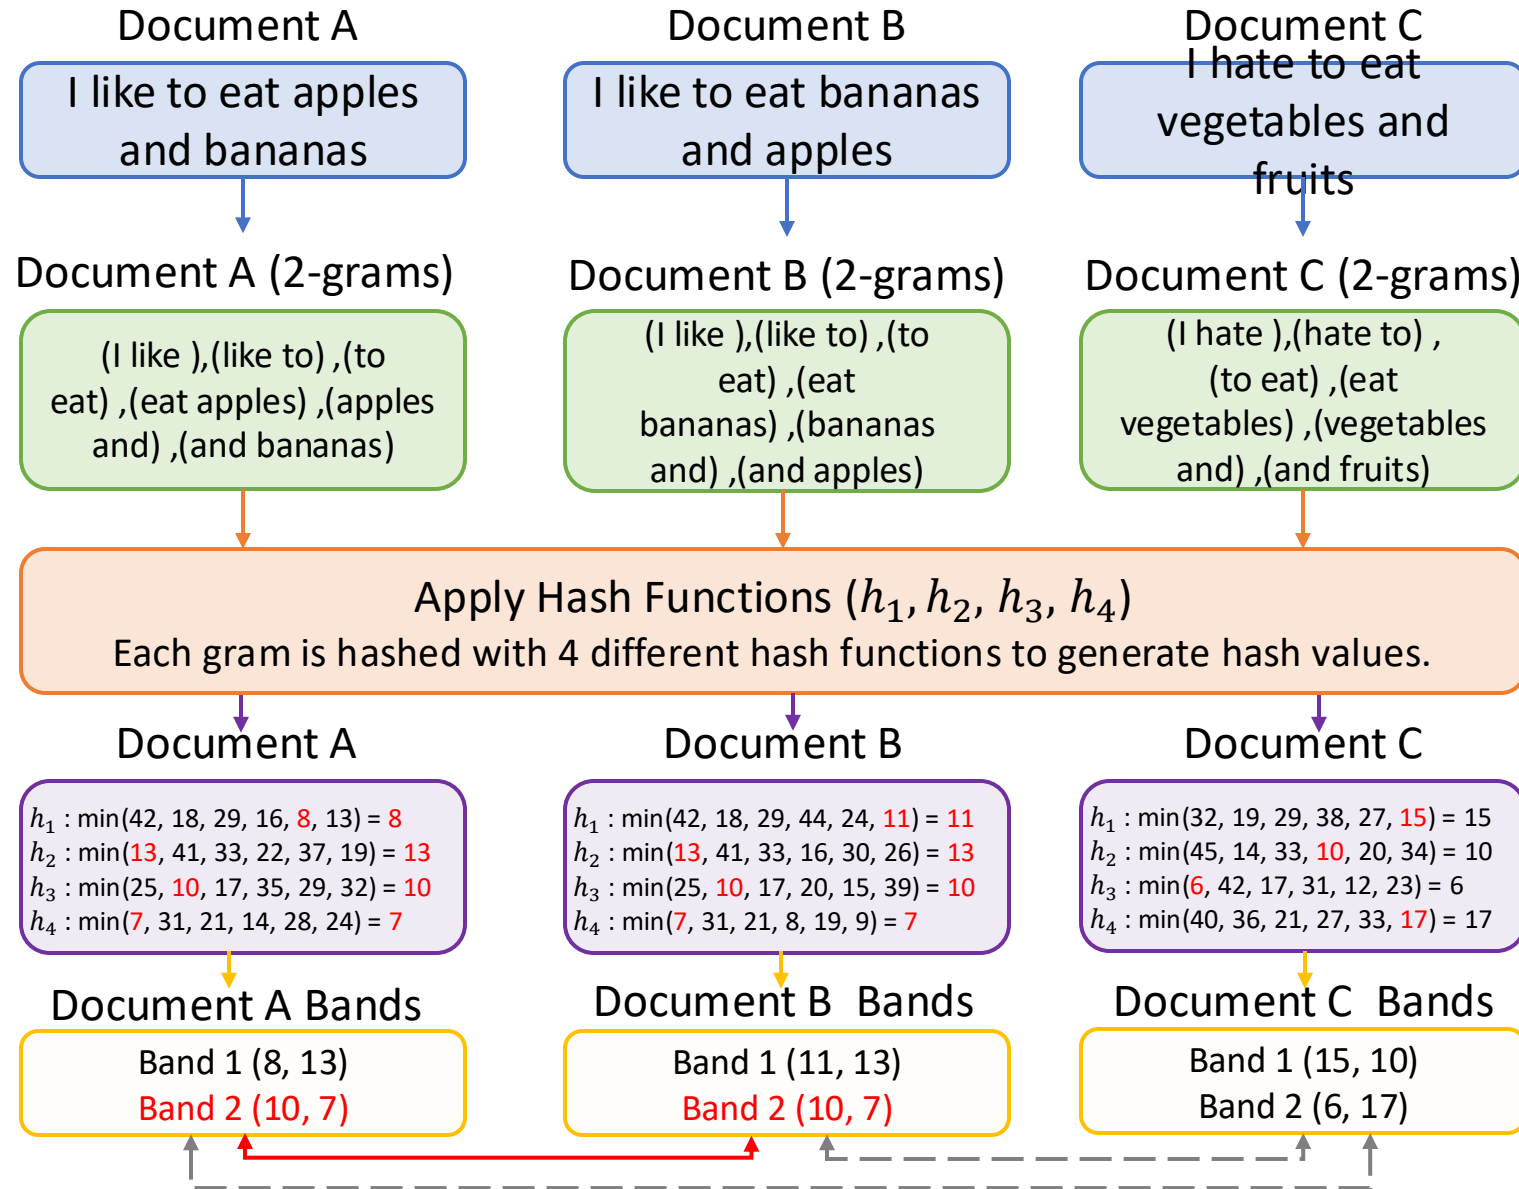 Document A
I like to eat apples
and bananas
Document B
I like to eat bananas
and apples
Document C
I hate to eat
vegetables and
fruits
Document A (2-grams)
(I like ),(like to) ,(to
eat) ,(eat apples) ,(apples
and) ,(and bananas)
Document B (2-grams)
(I like ),(like to) ,(to
eat) ,(eat
bananas) ,(bananas
and) ,(and apples)
Document C (2-grams)
(I hate ),(hate to) ,
(to eat) ,(eat
vegetables) ,(vegetables
and) ,(and fruits)
Apply Hash Functions (h₁, h₂, h₃, h₄)
Each gram is hashed with 4 different hash functions to generate hash values.
Document A
h₁ : min(42, 18, 29, 16, 8, 13) = 8
h₂ : min(13, 41, 33, 22, 37, 19) = 13
h₃ : min(25, 10, 17, 35, 29, 32) = 10
h₄ : min(7, 31, 21, 14, 28, 24) = 7
Document B
h₁ : min(42, 18, 29, 44, 24, 11) = 11
h₂ : min(13, 41, 33, 16, 30, 26) = 13
h₃ : min(25, 10, 17, 20, 15, 39) = 10
h₄ : min(7, 31, 21, 8, 19, 9) = 7
Document C
h₁ : min(32, 19, 29, 38, 27, 15) = 15
h₂ : min(45, 14, 33, 10, 20, 34) = 10
h₃ : min(6, 42, 17, 31, 12, 23) = 6
h₄ : min(40, 36, 21, 27, 33, 17) = 17
Document A Bands
Band 1 (8, 13)
Band 2 (10, 7)
Document B Bands
Band 1 (11, 13)
Band 2 (10, 7)
Document C Bands
Band 1 (15, 10)
Band 2 (6, 17)